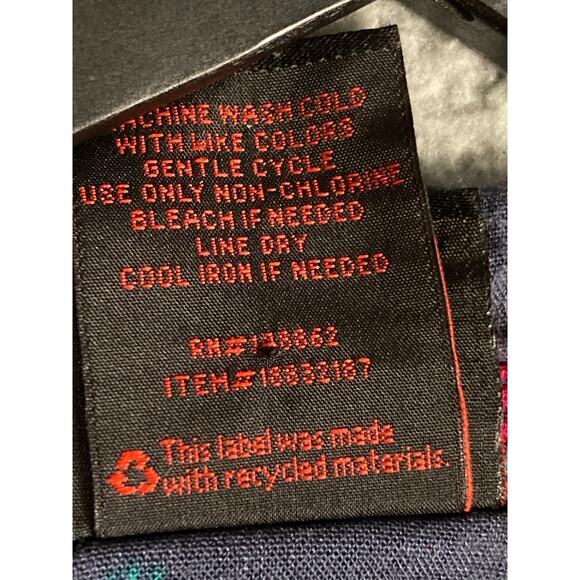 MACHINE WASH COLD
WITH LIKE COLORS
GENTLE CYCLE
USE ONLY NON-CHLORINE
BLEACH IF NEEDED
LINE DRY
COOL IRON IF NEEDED
ITEM#18832187
This label was made
with recycled materials.